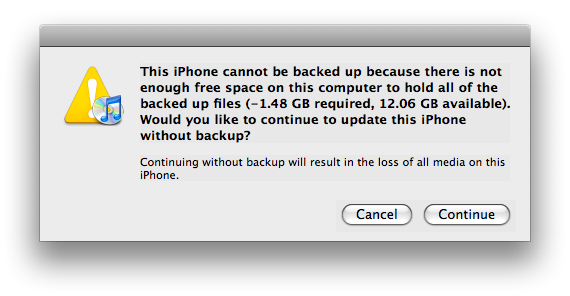 This iPhone cannot be backed up because there is not
enough free space on this computer to hold all of the
backed up files (-1.48 GB required, 12.06 GB available).
Would you like to continue to update this iPhone
without backup?
Continuing without backup will result in the loss of all media on this
iPhone.
Cancel
Continue